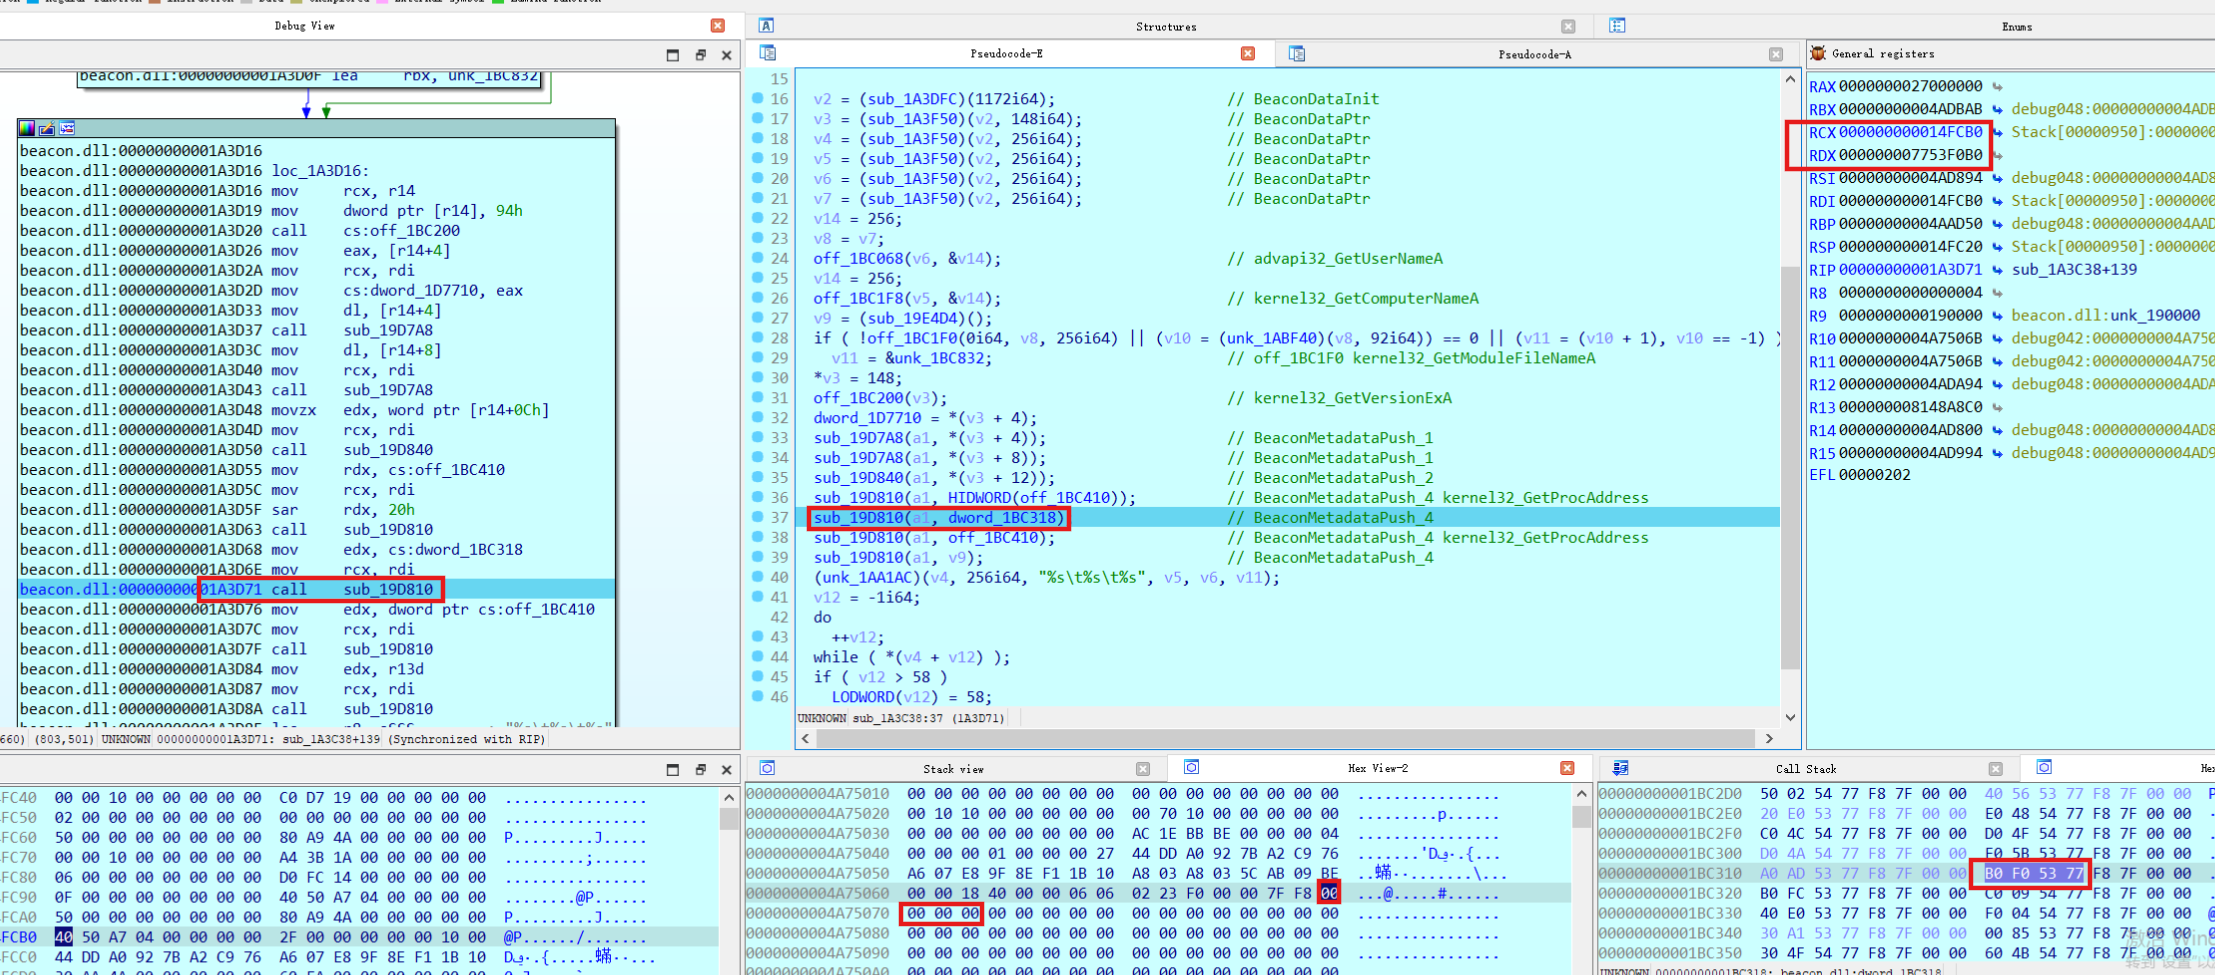 Debug View
Structures
Enums
Pseudocode-E
Pseudocode-A
General registers
beacon.dll:00000000001A3D0F lea rbx, unk_1BC832
beacon.dll:00000000001A3D16
beacon.dll:00000000001A3D16 loc_1A3D16:
beacon.dll:00000000001A3D16 mov rcx, r14
beacon.dll:00000000001A3D19 mov dword ptr [r14], 94h
beacon.dll:00000000001A3D20 call cs:off_1BC200
beacon.dll:00000000001A3D26 mov eax, [r14+4]
beacon.dll:00000000001A3D2A mov rcx, rdi
beacon.dll:00000000001A3D2D mov cs:dword_1D7710, eax
beacon.dll:00000000001A3D33 mov dl, [r14+4]
beacon.dll:00000000001A3D37 call sub_19D7A8
beacon.dll:00000000001A3D3C mov dl, [r14+8]
beacon.dll:00000000001A3D40 mov rcx, rdi
beacon.dll:00000000001A3D43 call sub_19D7A8
beacon.dll:00000000001A3D48 movzx edx, word ptr [r14+0Ch]
beacon.dll:00000000001A3D4D mov rcx, rdi
beacon.dll:00000000001A3D50 call sub_19D840
beacon.dll:00000000001A3D55 mov rdx, cs:off_1BC410
beacon.dll:00000000001A3D5C mov rcx, rdi
beacon.dll:00000000001A3D5F sar rdx, 20h
beacon.dll:00000000001A3D63 call sub_19D810
beacon.dll:00000000001A3D68 mov edx, cs:dword_1BC318
beacon.dll:00000000001A3D6E mov rcx, rdi
beacon.dll:00000000001A3D71 call sub_19D810
beacon.dll:00000000001A3D76 mov edx, dword ptr cs:off_1BC410
beacon.dll:00000000001A3D7C mov rcx, rdi
beacon.dll:00000000001A3D7F call sub_19D810
beacon.dll:00000000001A3D84 mov edx, r13d
beacon.dll:00000000001A3D87 mov rcx, rdi
beacon.dll:00000000001A3D8A call sub_19D810
660) (803,501) UNKNOWN 00000000001A3D71: sub_1A3C38+139 (Synchronized with RIP)
15
16 v2 = (sub_1A3DFC)(1172i64); // BeaconDataInit
17 v3 = (sub_1A3F50)(v2, 148i64); // BeaconDataPtr
18 v4 = (sub_1A3F50)(v2, 256i64); // BeaconDataPtr
19 v5 = (sub_1A3F50)(v2, 256i64); // BeaconDataPtr
20 v6 = (sub_1A3F50)(v2, 256i64); // BeaconDataPtr
21 v7 = (sub_1A3F50)(v2, 256i64); // BeaconDataPtr
22 v14 = 256;
23 v8 = v7;
24 off_1BC068(v6, &v14); // advapi32_GetUserNameA
25 v14 = 256;
26 off_1BC1F8(v5, &v14); // kernel32_GetComputerNameA
27 v9 = (sub_19E4D4)();
28 if ( !off_1BC1F0(0i64, v8, 256i64) || (v10 = (unk_1ABF40)(v8, 92i64)) == 0 || (v11 = (v10 + 1), v10 == -1) )
29 v11 = &unk_1BC832; // off_1BC1F0 kernel32_GetModuleFileNameA
30 *v3 = 148;
31 off_1BC200(v3); // kernel32_GetVersionExA
32 dword_1D7710 = *(v3 + 4);
33 sub_19D7A8(a1, *(v3 + 4)); // BeaconMetadataPush_1
34 sub_19D7A8(a1, *(v3 + 8)); // BeaconMetadataPush_1
35 sub_19D840(a1, *(v3 + 12)); // BeaconMetadataPush_2
36 sub_19D810(a1, HIDWORD(off_1BC410)); // BeaconMetadataPush_4 kernel32_GetProcAddress
37 sub_19D810(a1, dword_1BC318) // BeaconMetadataPush_4
38 sub_19D810(a1, off_1BC410); // BeaconMetadataPush_4 kernel32_GetProcAddress
39 sub_19D810(a1, v9); // BeaconMetadataPush_4
40 (unk_1AA1AC)(v4, 256i64, "%s\t%s\t%s", v5, v6, v11);
41 v12 = -1i64;
42 do
43 ++v12;
44 while ( *(v4 + v12) );
45 if ( v12 > 58 )
46 LODWORD(v12) = 58;
UNKNOWN sub_1A3C38:37 (1A3D71)
RAX 0000000027000000
RBX 00000000004ADBAB debug048:00000000004ADB
RCX 000000000014FCB0 Stack[00000950]:0000000
RDX 000000007753F0B0
RSI 00000000004AD894 debug048:00000000004AD8
RDI 000000000014FCB0 Stack[00000950]:0000000
RBP 00000000004AAD50 debug048:00000000004AAD
RSP 000000000014FC20 Stack[00000950]:0000000
RIP 00000000001A3D71 sub_1A3C38+139
R8 0000000000000004
R9 0000000000190000 beacon.dll:unk_190000
R10 0000000004A7506B debug042:0000000004A750
R11 0000000004A7506B debug042:0000000004A750
R12 00000000004ADA94 debug048:00000000004ADA
R13 000000008148A8C0
R14 00000000004AD800 debug048:00000000004AD8
R15 00000000004AD994 debug048:00000000004AD9
EFL 00000202
FC40 00 00 10 00 00 00 00 00 C0 D7 19 00 00 00 00 00 ................
FC50 02 00 00 00 00 00 00 00 00 00 00 00 00 00 00 00 ................
FC60 50 00 00 00 00 00 00 00 80 A9 4A 00 00 00 00 00 P.........J.....
FC70 00 00 10 00 00 00 00 00 A4 3B 1A 00 00 00 00 00 .........;......
FC80 06 00 00 00 00 00 00 00 D0 FC 14 00 00 00 00 00 ................
FC90 0F 00 00 00 00 00 00 00 40 50 A7 04 00 00 00 00 ........@P......
FCA0 50 00 00 00 00 00 00 00 80 A9 4A 00 00 00 00 00 P.........J.....
FCB0 40 50 A7 04 00 00 00 00 2F 00 00 00 00 00 10 00 @P....../.......
FCC0 44 DD A0 92 7B A2 C9 76 A6 07 E8 9F 8E F1 1B 10
Stack view
Hex View-2
0000000004A75010 00 00 00 00 00 00 00 00 00 00 00 00 00 00 00 00 ................
0000000004A75020 00 10 10 00 00 00 00 00 00 70 10 00 00 00 00 00 .........p......
0000000004A75030 00 00 00 00 00 00 00 00 AC 1E BB BE 00 00 00 04 ................
0000000004A75040 00 00 00 01 00 00 00 27 44 DD A0 92 7B A2 C9 76
A6 07 E8 9F 8E F1 1B 10 A8 03 A8 03 5C AB 09 BE
0000000004A75060 00 00 18 40 00 00 06 06 02 23 F0 00 00 7F F8 00 ...@.....#......
0000000004A75070 00 00 00 00 00 00 00 00 00 00 00 00 00 00 00 00 ................
0000000004A75080 00 00 00 00 00 00 00 00 00 00 00 00 00 00 00 00 ................
0000000004A75090 00 00 00 00 00 00 00 00 00 00 00 00 00 00 00 00 ................
Call Stack
00000000001BC2D0 50 02 54 77 F8 7F 00 00 40 56 53 77 F8 7F 00 00
00000000001BC2E0 20 E0 53 77 F8 7F 00 00 E0 48 54 77 F8 7F 00 00
00000000001BC2F0 C0 4C 54 77 F8 7F 00 00 D0 4F 54 77 F8 7F 00 00
00000000001BC300 D0 4A 54 77 F8 7F 00 00 F0 5B 53 77 F8 7F 00 00
00000000001BC310 A0 AD 53 77 F8 7F 00 00 B0 F0 53 77 F8 7F 00 00
00000000001BC320 B0 FC 53 77 F8 7F 00 00 C0 09 54 77 F8 7F 00 00
00000000001BC330 40 E0 53 77 F8 7F 00 00 F0 04 54 77 F8 7F 00 00
00000000001BC340 30 A1 53 77 F8 7F 00 00 00 85 53 77 F8 7F 00 00
00000000001BC350 30 4F 54 77 F8 7F 00 00 60 4B 54 77 F8 7F 00 00